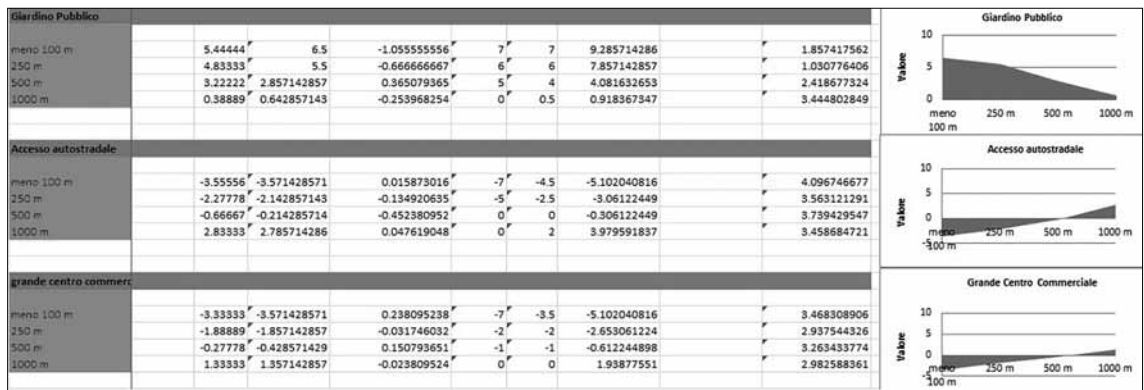 Giardino Pubblico
meno 100 m 5.44444 6.5 -1.055555556 7 7 9.285714286 1.857417562
250 m 4.83333 5.5 -0.666666667 6 6 7.857142857 1.030776406
500 m 3.22222 2.857142857 0.365079365 5 4 4.081632653 2.418677324
1000 m 0.38889 0.642857143 -0.253968254 0 0.5 0.918367347 3.444802849
Giardino Pubblico
10
5
0
Valore
meno 100 m 250 m 500 m 1000 m
Accesso autostradale
meno 100 m -3.55556 -3.571428571 0.015873016 -7 -4.5 -5.102040816 4.096746677
250 m -2.27778 -2.142857143 -0.134920635 -5 -2.5 -3.06122449 3.563121291
500 m -0.66667 -0.214285714 -0.452380952 0 0 -0.306122449 3.739429547
1000 m 2.83333 2.785714286 0.047619048 0 2 3.979591837 3.458684721
Accesso autostradale
10
5
0
-5
Valore
meno 100 m 250 m 500 m 1000 m
grande centro commerc
meno 100 m -3.33333 -3.571428571 0.238095238 -7 -3.5 -5.102040816 3.468308906
250 m -1.88889 -1.857142857 -0.031746032 -2 -2 -2.653061224 2.937544326
500 m -0.27778 -0.428571429 0.150793651 -1 -1 -0.612244898 3.263433774
1000 m 1.33333 1.357142857 -0.023809524 0 0 1.93877551 2.982588361
Grande Centro Commerciale
10
5
0
-5
Valore
meno 100 m 250 m 500 m 1000 m